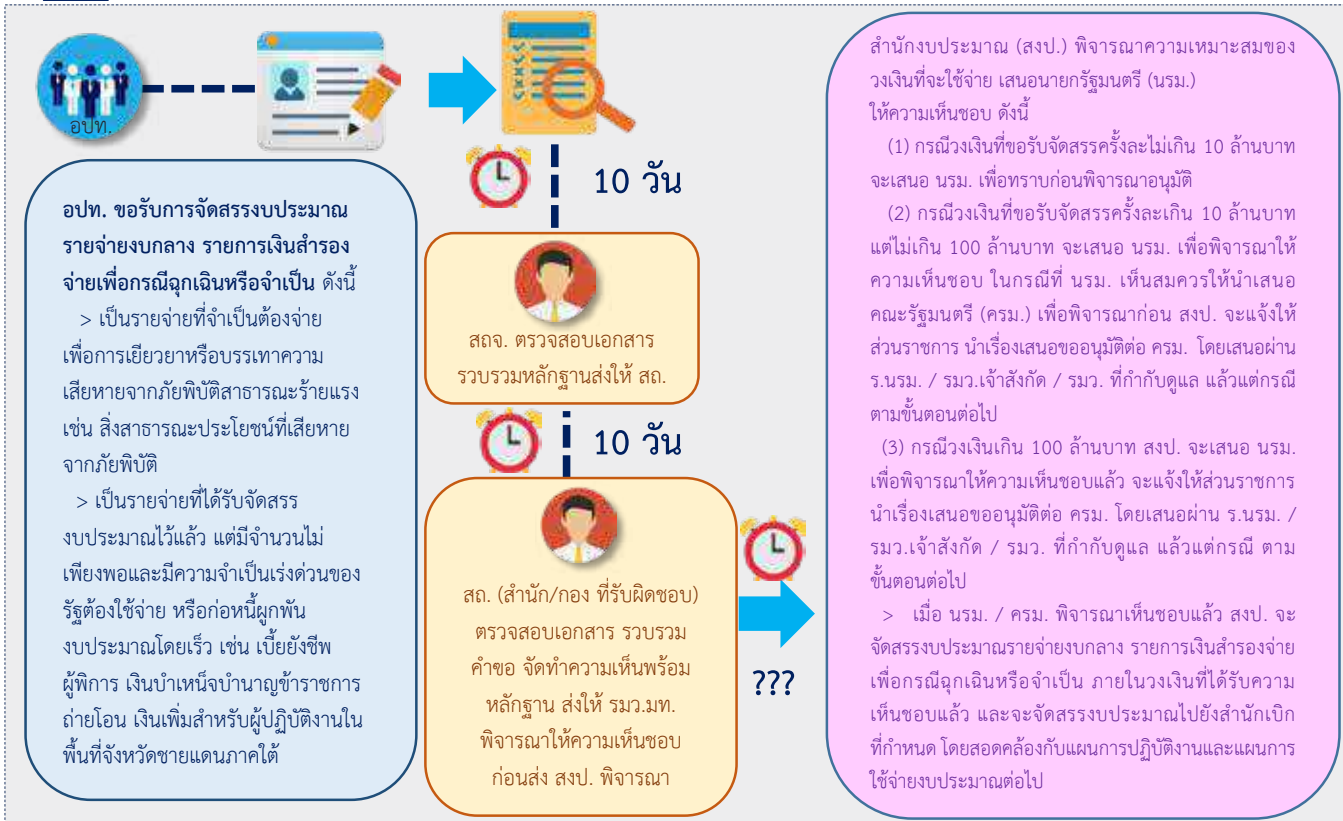 อปท.
อปท. ขอรับการจัดสรรงบประมาณ
รายจ่ายงบกลาง รายการเงินสำรอง
จ่ายเพื่อกรณีฉุกเฉินหรือจำเป็น ดังนี้
> เป็นรายจ่ายที่จำเป็นต้องจ่าย
เพื่อการเยียวยาหรือบรรเทาความ
เสียหายจากภัยพิบัติสาธารณะร้ายแรง
เช่น สิ่งสาธารณะประโยชน์ที่เสียหาย
จากภัยพิบัติ
> เป็นรายจ่ายที่ได้รับจัดสรร
งบประมาณไว้แล้ว แต่มีจำนวนไม่
เพียงพอและมีความจำเป็นเร่งด่วนของ
รัฐต้องใช้จ่าย หรือก่อหนี้ผูกพัน
งบประมาณโดยเร็ว เช่น เบี้ยยังชีพ
ผู้พิการ เงินบำเหน็จบำนาญข้าราชการ
ถ่ายโอน เงินเพิ่มสำหรับผู้ปฏิบัติงานใน
พื้นที่จังหวัดชายแดนภาคใต้
10 วัน
สถจ. ตรวจสอบเอกสาร
รวบรวมหลักฐานส่งให้ สถ.
10 วัน
สถ. (สำนัก/กอง ที่รับผิดชอบ)
ตรวจสอบเอกสาร รวบรวม
คำขอ จัดทำความเห็นพร้อม
หลักฐาน ส่งให้ รมว.มท.
พิจารณาให้ความเห็นชอบ
ก่อนส่ง สงป. พิจารณา
???
สำนักงบประมาณ (สงป.) พิจารณาความเหมาะสมของ
วงเงินที่จะใช้จ่าย เสนอนายกรัฐมนตรี (นรม.)
ให้ความเห็นชอบ ดังนี้
(1) กรณีวงเงินที่ขอรับจัดสรรครั้งละไม่เกิน 10 ล้านบาท
จะเสนอ นรม. เพื่อทราบก่อนพิจารณาอนุมัติ
(2) กรณีวงเงินที่ขอรับจัดสรรครั้งละเกิน 10 ล้านบาท
แต่ไม่เกิน 100 ล้านบาท จะเสนอ นรม. เพื่อพิจารณาให้
ความเห็นชอบ ในกรณีที่ นรม. เห็นสมควรให้นำเสนอ
คณะรัฐมนตรี (ครม.) เพื่อพิจารณาก่อน สงป. จะแจ้งให้
ส่วนราชการ นำเรื่องเสนอขออนุมัติต่อ ครม. โดยเสนอผ่าน
ร.นรม. / รมว.เจ้าสังกัด / รมว. ที่กำกับดูแล แล้วแต่กรณี
ตามขั้นตอนต่อไป
(3) กรณีวงเงินเกิน 100 ล้านบาท สงป. จะเสนอ นรม.
เพื่อพิจารณาให้ความเห็นชอบแล้ว จะแจ้งให้ส่วนราชการ
นำเรื่องเสนอขออนุมัติต่อ ครม. โดยเสนอผ่าน ร.นรม. /
รมว.เจ้าสังกัด / รมว. ที่กำกับดูแล แล้วแต่กรณี ตาม
ขั้นตอนต่อไป
> เมื่อ นรม. / ครม. พิจารณาเห็นชอบแล้ว สงป. จะ
จัดสรรงบประมาณรายจ่ายงบกลาง รายการเงินสำรองจ่าย
เพื่อกรณีฉุกเฉินหรือจำเป็น ภายในวงเงินที่ได้รับความ
เห็นชอบแล้ว และจะจัดสรรงบประมาณไปยังสำนักเบิก
ที่กำหนด โดยสอดคล้องกับแผนการปฏิบัติงานและแผนการ
ใช้จ่ายงบประมาณต่อไป